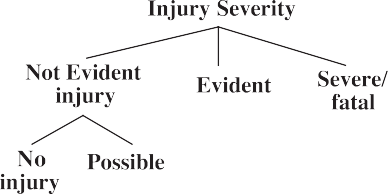 Injury Severity
Not Evident
injury
Evident
Severe/
fatal
No
injury
Possible